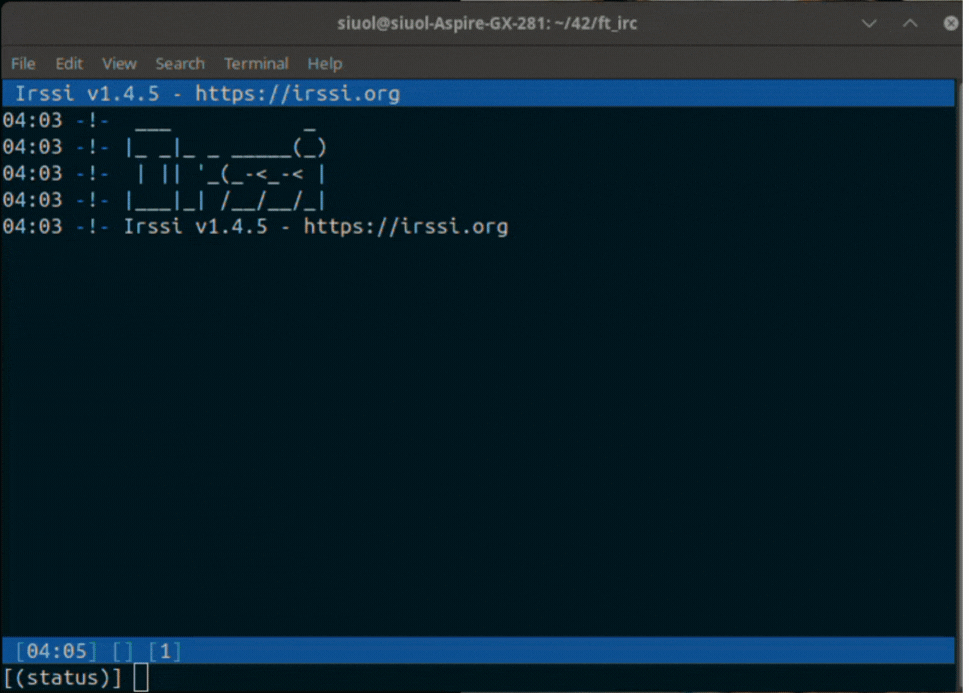 siuol@siuol-Aspire-GX-281: ~/42/ft_irc
File Edit View Search Terminal Help
Irssi v1.4.5 - https://irssi.org
04:03 -!-  ___           _
04:03 -!- |_ _|_ _ _____(_)
04:03 -!-  | || '_(_-<_-< |
04:03 -!- |___|_| /__/__/_|
04:03 -!- Irssi v1.4.5 - https://irssi.org
[04:05] [] [1]
[(status)]